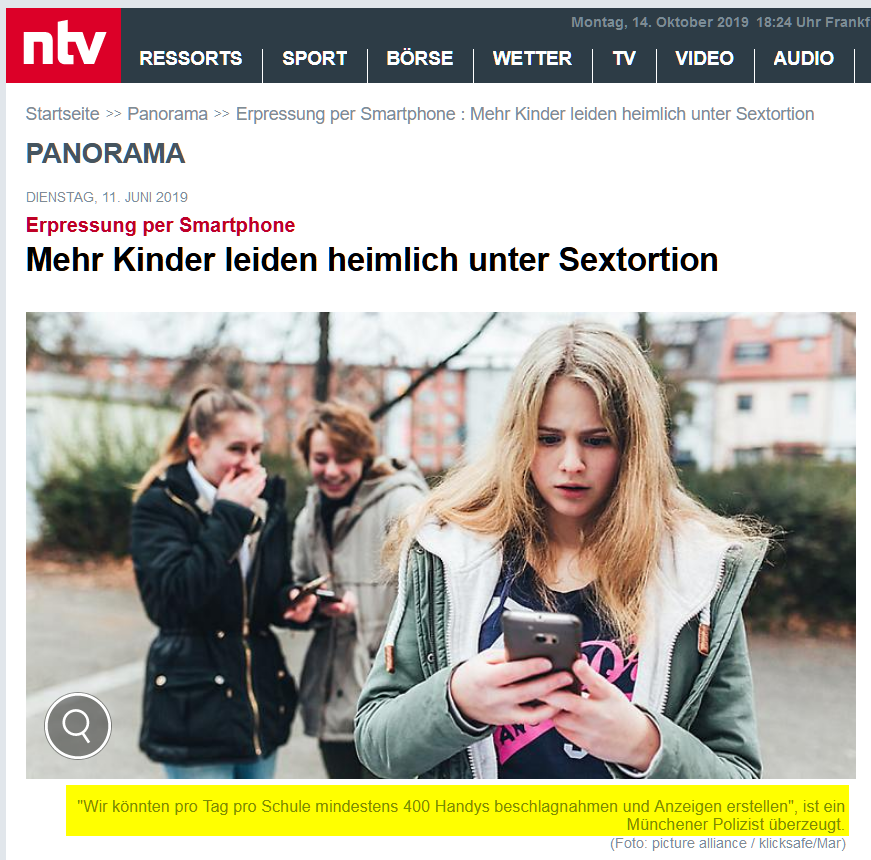 ntv
Montag, 14. Oktober 2019 18:24 Uhr Frankf
RESSORTS SPORT BÖRSE WETTER TV VIDEO AUDIO
Startseite >> Panorama >> Erpressung per Smartphone : Mehr Kinder leiden heimlich unter Sextortion
PANORAMA
DIENSTAG, 11. JUNI 2019
Erpressung per Smartphone
Mehr Kinder leiden heimlich unter Sextortion
"Wir könnten pro Tag pro Schule mindestens 400 Handys beschlagnahmen und Anzeigen erstellen", ist ein
Münchener Polizist überzeugt.
(Foto: picture alliance / klicksafe/Mar)